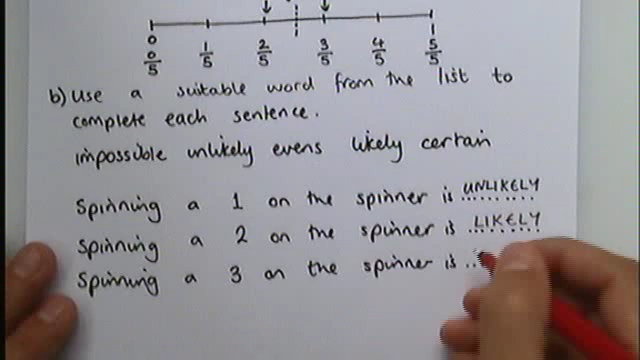 0 1
0/5 1/5 2/5 3/5 4/5 5/5
b) Use a suitable word from the list to
complete each sentence.
impossible unlikely evens likely certain
Spinning a 1 on the spinner is UNLIKELY
Spinning a 2 on the spinner is LIKELY
Spinning a 3 on the spinner is ...